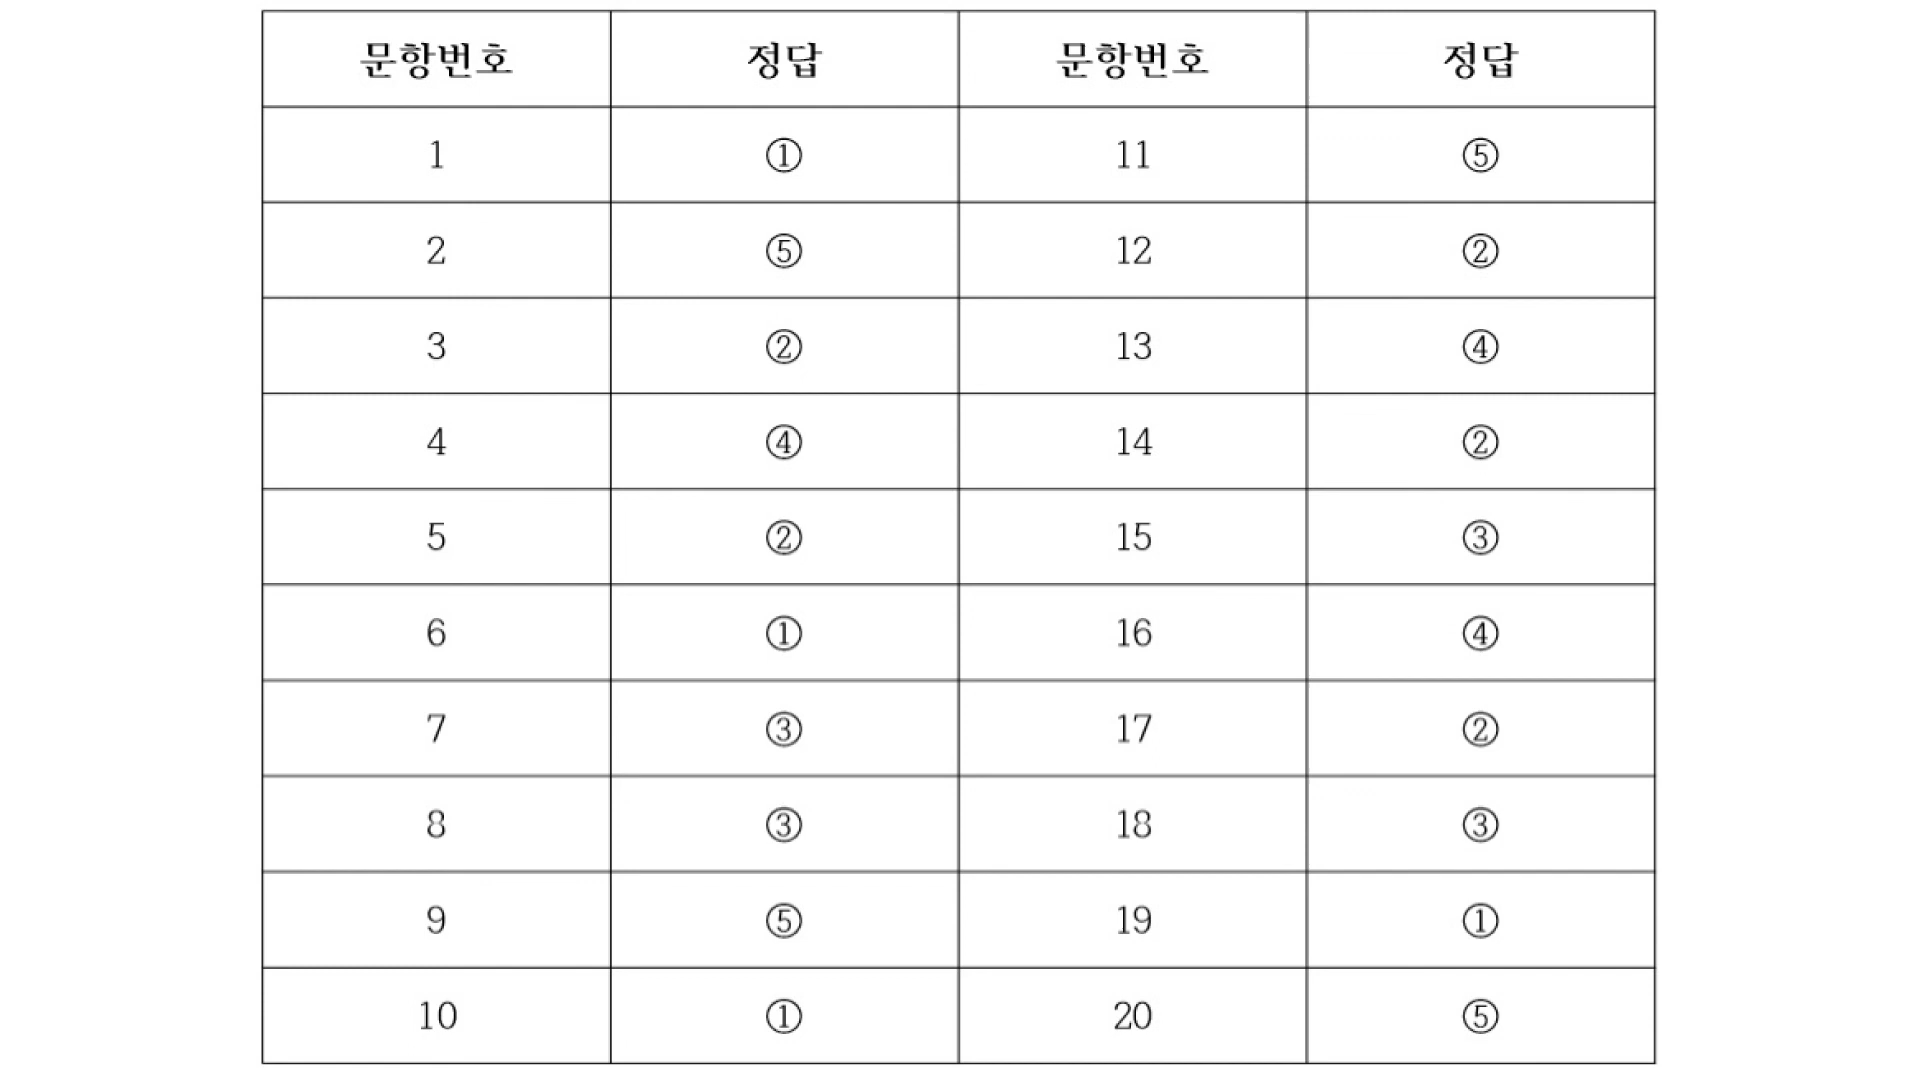 문항번호 정답 문항번호 정답
1 ① 11 ⑤
2 ⑤ 12 ②
3 ② 13 ④
4 ④ 14 ②
5 ② 15 ③
6 ① 16 ④
7 ③ 17 ②
8 ③ 18 ③
9 ⑤ 19 ①
10 ① 20 ⑤